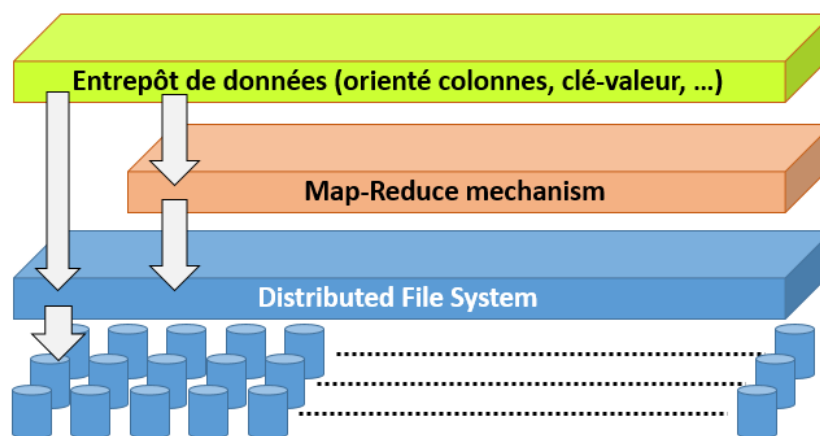 Entrepôt de données (orienté colonnes, clé-valeur, …)
Map-Reduce mechanism
Distributed File System